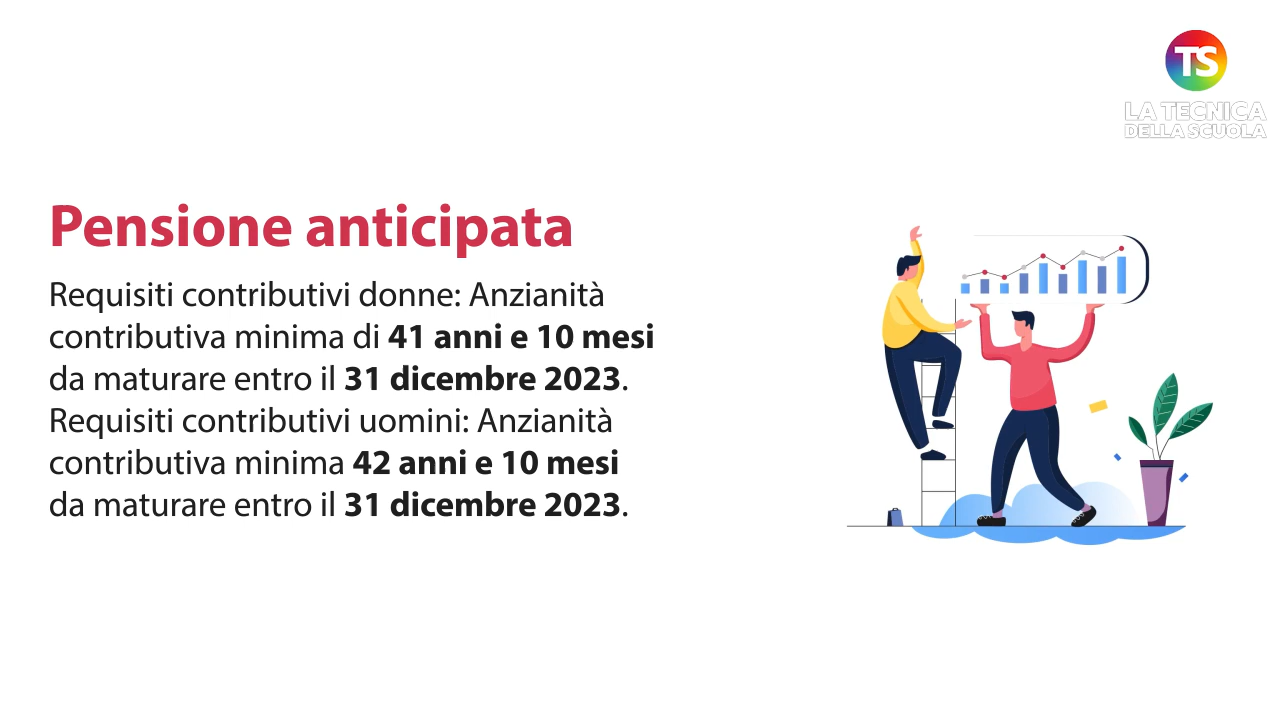 TS
LA TECNICA
DELLA SCUOLA
Pensione anticipata
Requisiti contributivi donne: Anzianità
contributiva minima di 41 anni e 10 mesi
da maturare entro il 31 dicembre 2023.
Requisiti contributivi uomini: Anzianità
contributiva minima 42 anni e 10 mesi
da maturare entro il 31 dicembre 2023.